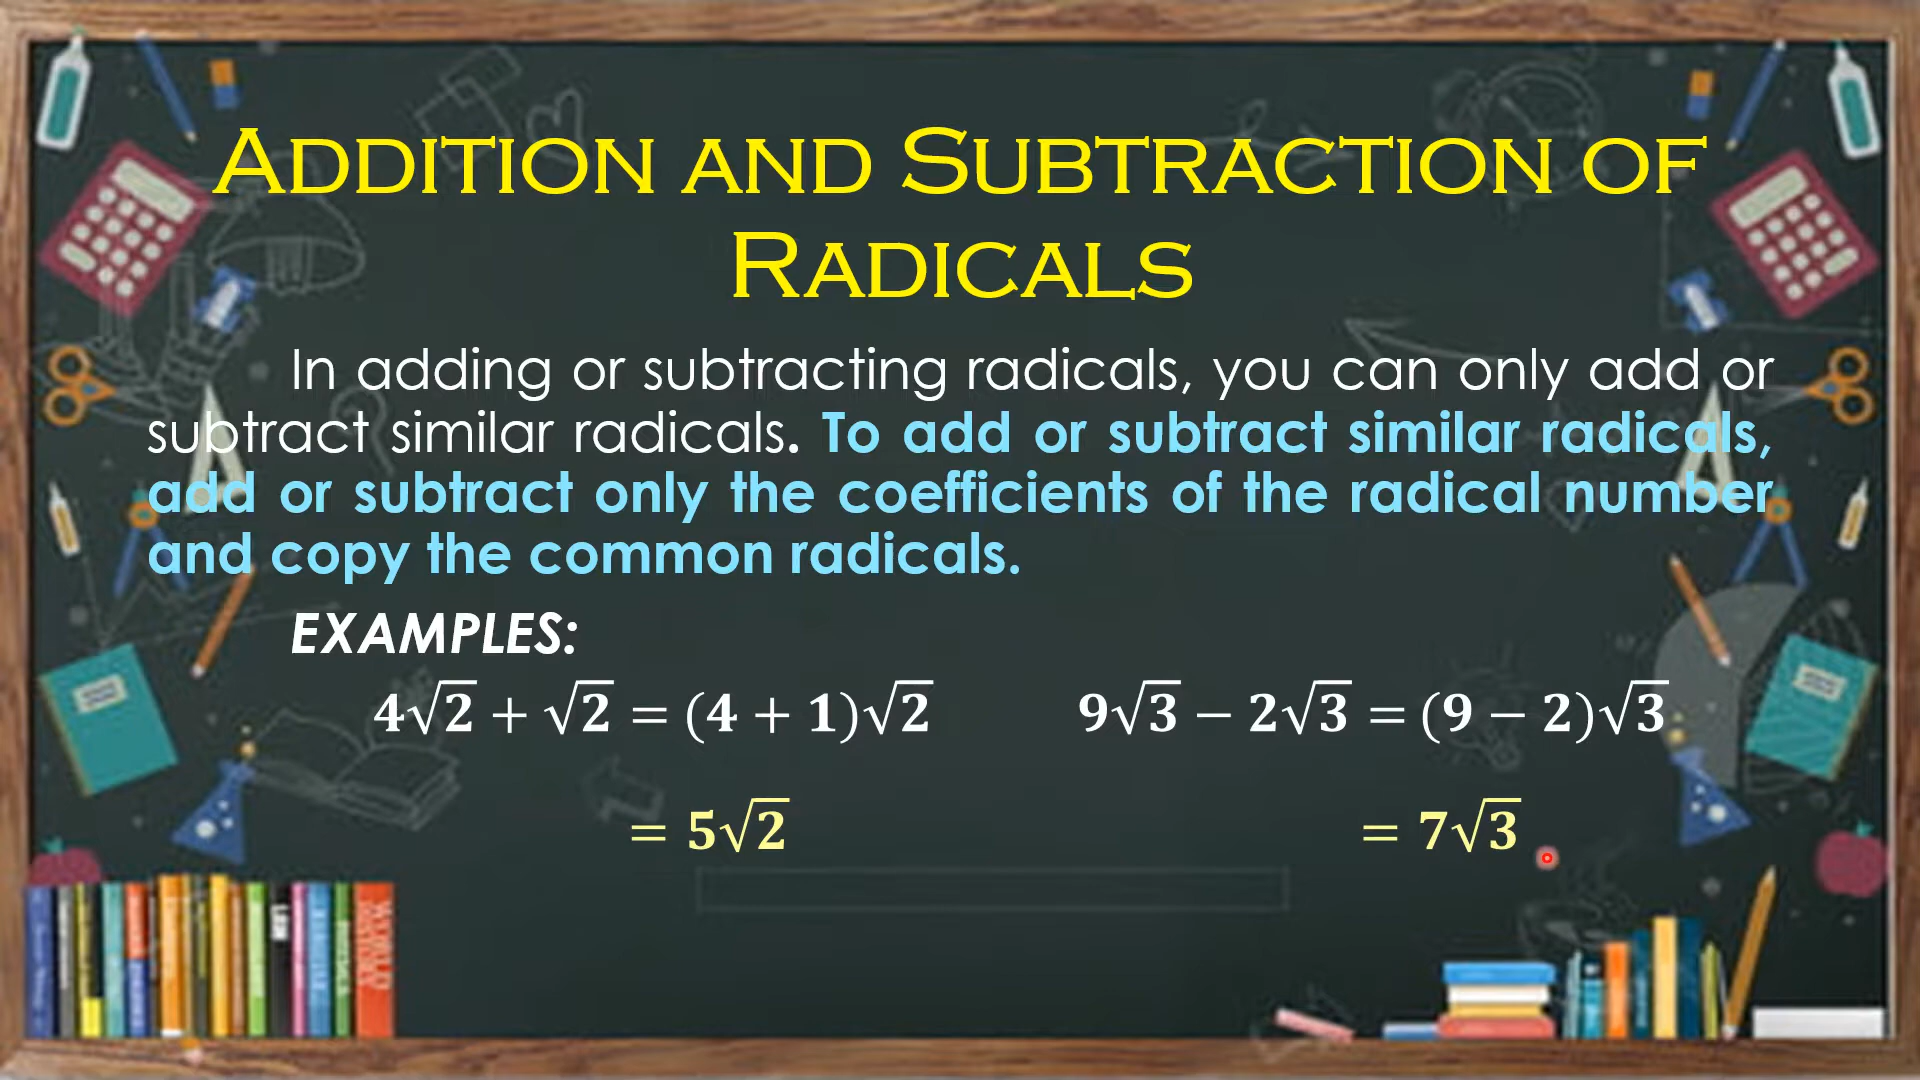 Addition and Subtraction of
Radicals
In adding or subtracting radicals, you can only add or
subtract similar radicals. To add or subtract similar radicals,
add or subtract only the coefficients of the radical number
and copy the common radicals.
EXAMPLES:
4√2 + √2 = (4 + 1)√2 9√3 − 2√3 = (9 − 2)√3
= 5√2 = 7√3